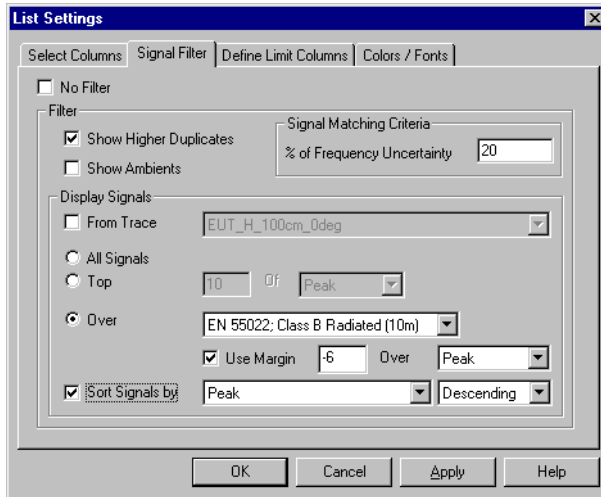 List Settings
Select Columns Signal Filter Define Limit Columns Colors / Fonts
No Filter
Filter
Show Higher Duplicates
Show Ambients
Signal Matching Criteria
% of Frequency Uncertainty 20
Display Signals
From Trace EUT_H_100cm_0deg
All Signals
Top 10 Of Peak
Over EN 55022; Class B Radiated (10m)
Use Margin -6 Over Peak
Sort Signals by Peak Descending
OK Cancel Apply Help